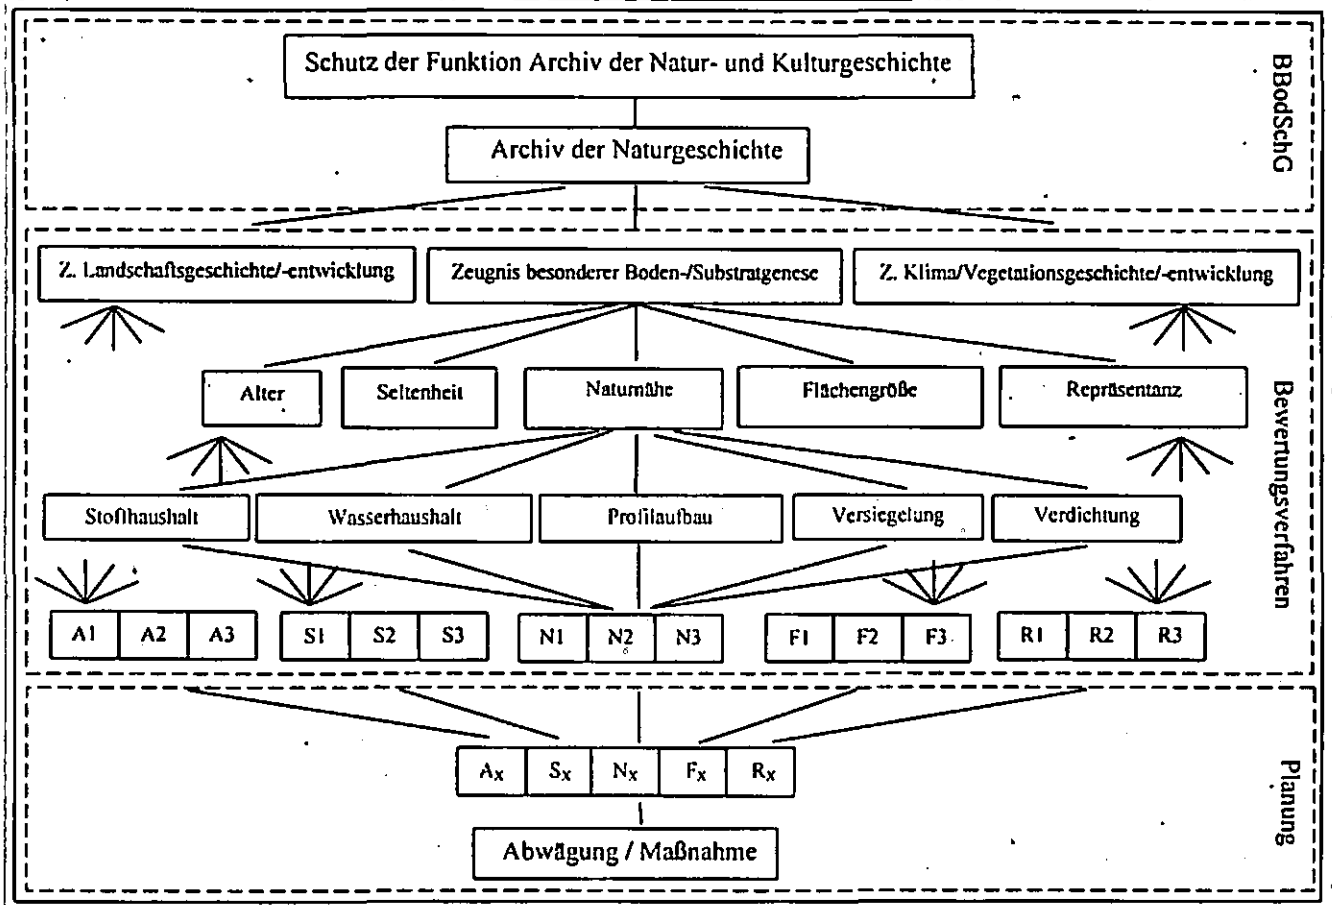 Schutz der Funktion Archiv der Natur- und Kulturgeschichte
BBodSchG
Archiv der Naturgeschichte
Z. Landschaftsgeschichte/-entwicklung
Zeugnis besonderer Boden-/Substratgenese
Z. Klima/Vegetationsgeschichte/-entwicklung
Alter
Seltenheit
Naturnähe
Flächengröße
Repräsentanz
Bewertungsverfahren
Stoffhaushalt
Wasserhaushalt
Profilaufbau
Versiegelung
Verdichtung
A1 A2 A3
S1 S2 S3
N1 N2 N3
F1 F2 F3
R1 R2 R3
Planung
Ax Sx Nx Fx Rx
Abwägung / Maßnahme